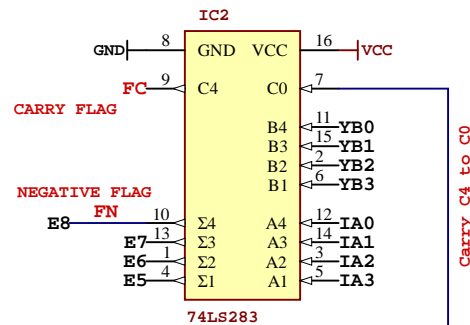 IC2
GND 8 GND VCC 16 VCC
FC 9 C4 C0 7
CARRY FLAG
B4 11 YB0
B3 15 YB1
B2 2 YB2
B1 6 YB3
NEGATIVE FLAG
FN
E8 10 Σ4 A4 12 IA0
E7 13 Σ3 A3 14 IA1
E6 1 Σ2 A2 3 IA2
E5 4 Σ1 A1 5 IA3
74LS283
Carry C4 to C0